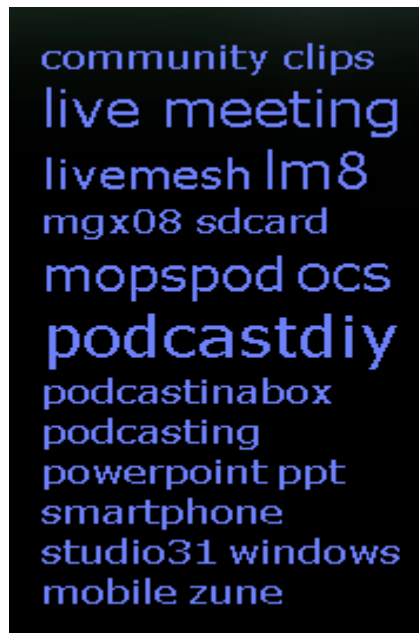 community clips
live meeting
livemesh lm8
mgx08 sdcard
mopspod ocs
podcastdiy
podcastinabox
podcasting
powerpoint ppt
smartphone
studio31 windows
mobile zune